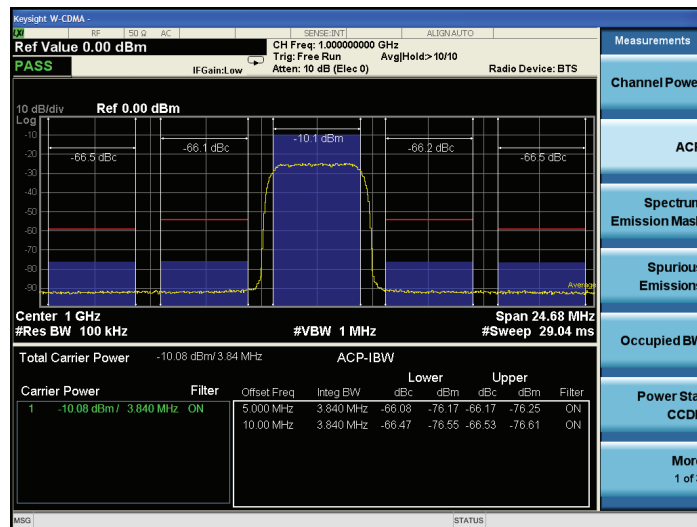 Keysight W-CDMA -
LXI RF 50 Ω AC SENSE:INT ALIGN AUTO
Ref Value 0.00 dBm
CH Freq: 1.000000000 GHz
Trig: Free Run Avg|Hold:>10/10
PASS
IFGain:Low
Atten: 10 dB (Elec 0)
Radio Device: BTS
10 dB/div Ref 0.00 dBm
Log
-10
-20
-30
-40
-50
-60
-70
-80
-90
-66.5 dBc
-66.1 dBc
-10.1 dBm
-66.2 dBc
-66.5 dBc
Average
Center 1 GHz
Span 24.68 MHz
#Res BW 100 kHz
#VBW 1 MHz
#Sweep 29.04 ms
Total Carrier Power -10.08 dBm/ 3.84 MHz
ACP-IBW
Lower Upper
Carrier Power Filter
Offset Freq Integ BW dBc dBm dBc dBm Filter
1 -10.08 dBm / 3.840 MHz ON
5.000 MHz 3.840 MHz -66.08 -76.17 -66.17 -76.25 ON
10.00 MHz 3.840 MHz -66.47 -76.55 -66.53 -76.61 ON
MSG
STATUS
Measurements
Channel Powe
ACP
Spectrum
Emission Mas
Spurious
Emissions
Occupied BW
Power Sta
CCD
More
1 of